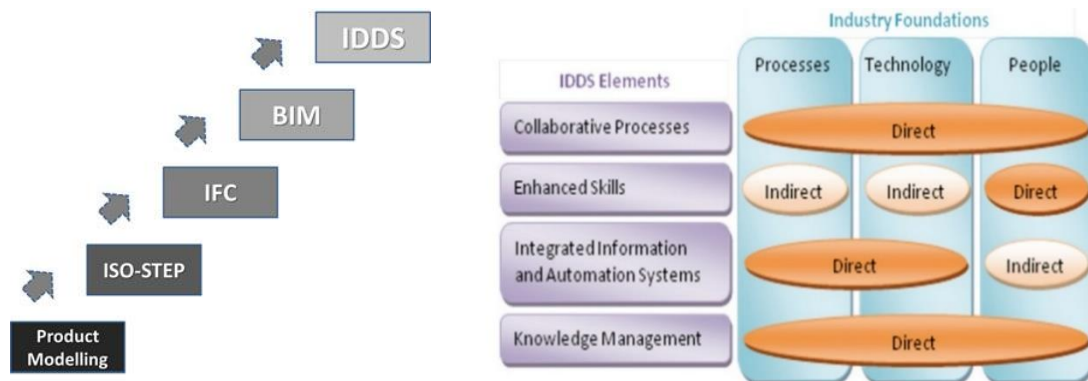 IDDS
BIM
IFC
ISO-STEP
Product
Modelling
Industry Foundations
IDDS Elements
Processes
Technology
People
Collaborative Processes
Direct
Enhanced Skills
Indirect
Indirect
Direct
Integrated Information
and Automation Systems
Direct
Indirect
Knowledge Management
Direct